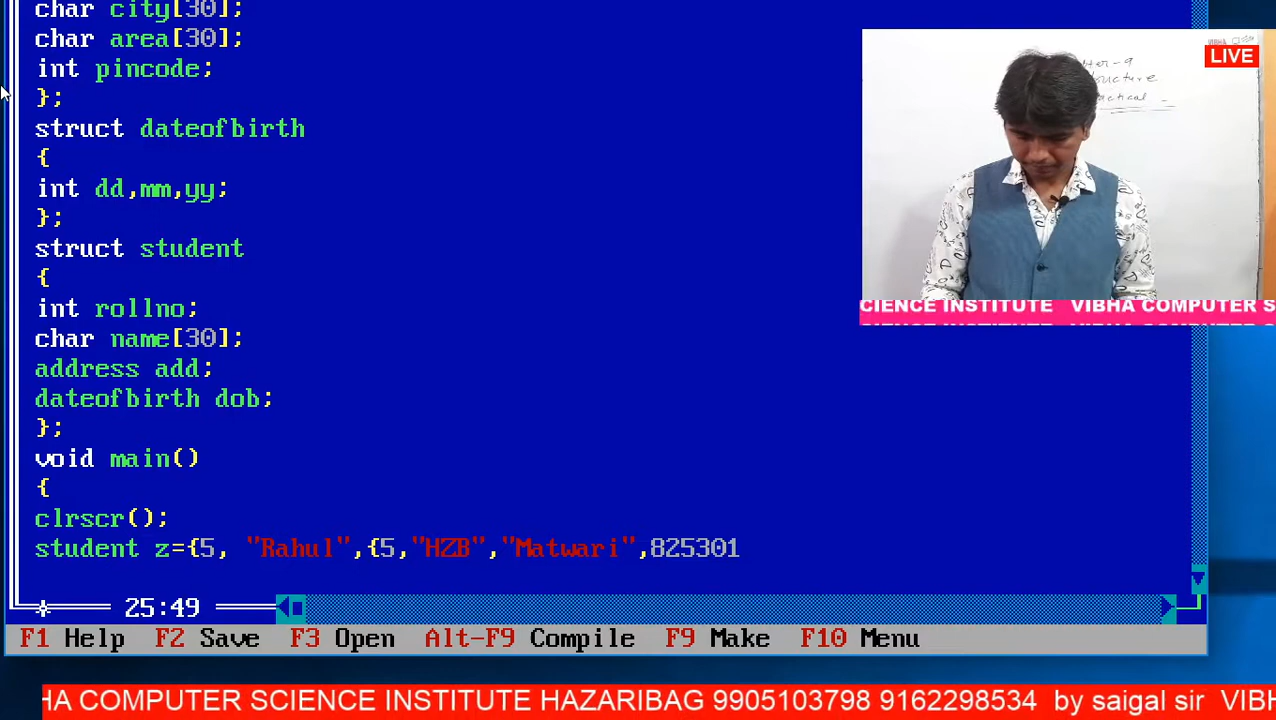 char city[30];
char area[30];
int pincode;
};
struct dateofbirth
{
int dd,mm,yy;
};
struct student
{
int rollno;
char name[30];
address add;
dateofbirth dob;
};
void main()
{
clrscr();
student z={5, "Rahul",{5,"HZB","Matwari",825301
25:49
F1 Help F2 Save F3 Open Alt-F9 Compile F9 Make F10 Menu
VIBHA
LIVE
CIENCE INSTITUTE VIBHA COMPUTER S
HA COMPUTER SCIENCE INSTITUTE HAZARIBAG 9905103798 9162298534 by saigal sir VIBH